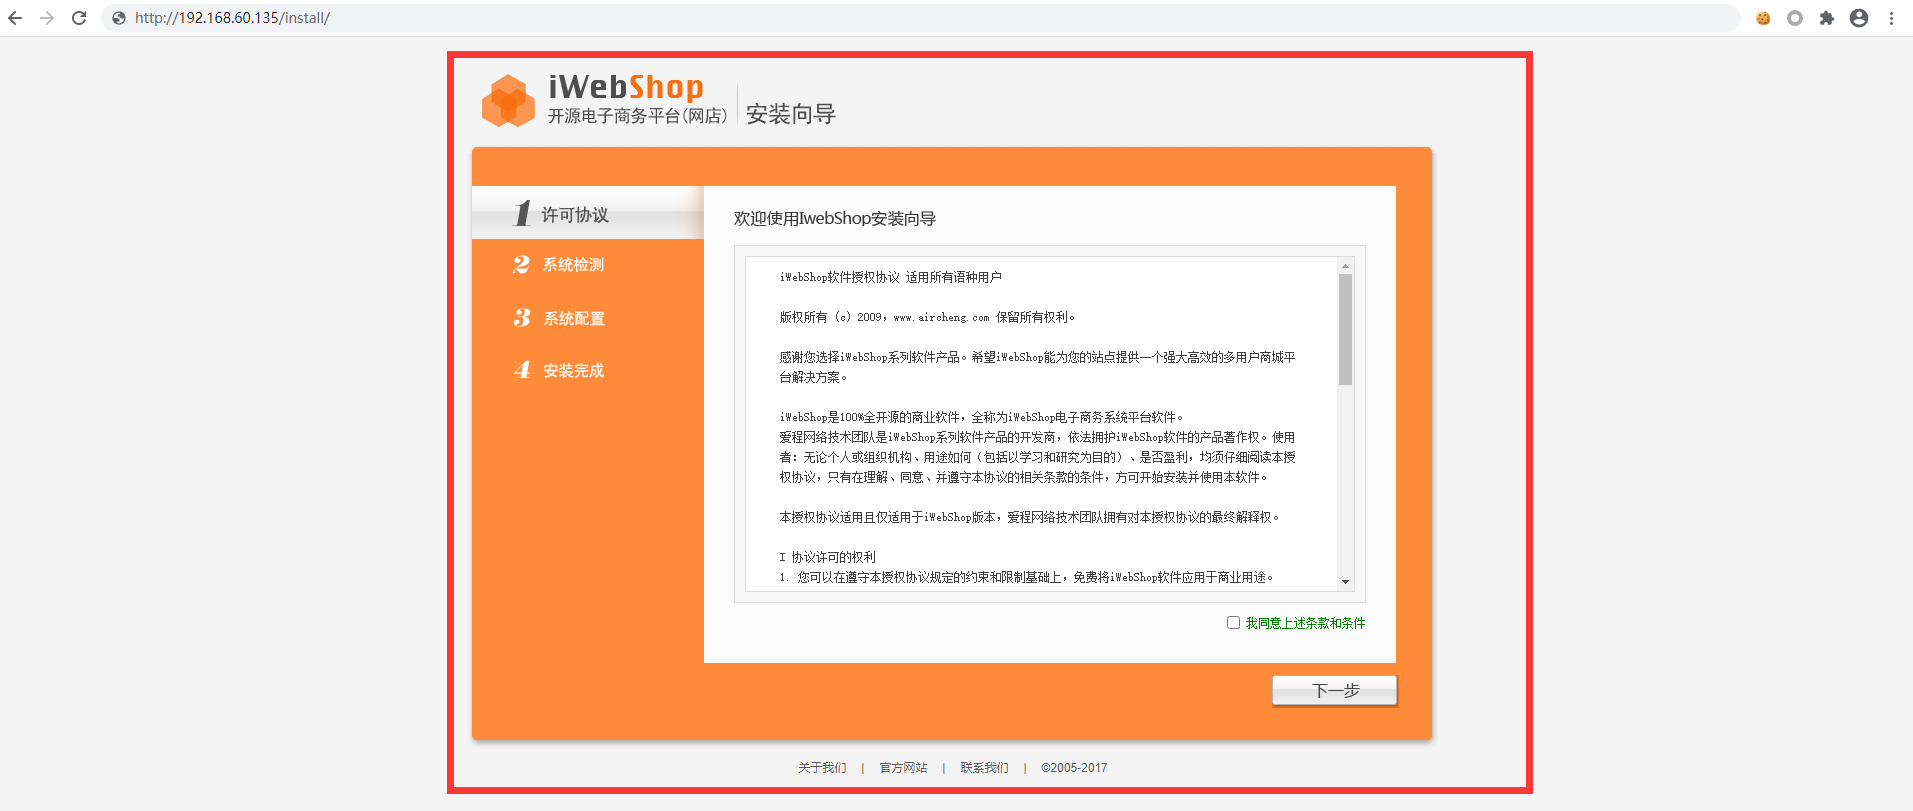 http://192.168.60.135/install/
iWebShop
开源电子商务平台(网店)
安装向导
1 许可协议
2 系统检测
3 系统配置
4 安装完成
欢迎使用IwebShop安装向导
iWebShop软件授权协议 适用所有语种用户
版权所有 (c) 2009，www.aircheng.com 保留所有权利。
感谢您选择iWebShop系列软件产品。希望iWebShop能为您的站点提供一个强大高效的多用户商城平
台解决方案。
iWebShop是100%全开源的商业软件，全称为iWebShop电子商务系统平台软件。
爱程网络技术团队是iWebShop系列软件产品的开发商，依法拥护iWebShop软件的产品著作权。使用
者：无论个人或组织机构、用途如何（包括以学习和研究为目的）、是否盈利，均须仔细阅读本授
权协议，只有在理解、同意、并遵守本协议的相关条款的条件，方可开始安装并使用本软件。
本授权协议适用且仅适用于iWebShop版本，爱程网络技术团队拥有对本授权协议的最终解释权。
I 协议许可的权利
1. 您可以在遵守本授权协议规定的约束和限制基础上，免费将iWebShop软件应用于商业用途。
我同意上述条款和条件
下一步
关于我们 | 官方网站 | 联系我们 | ©2005-2017